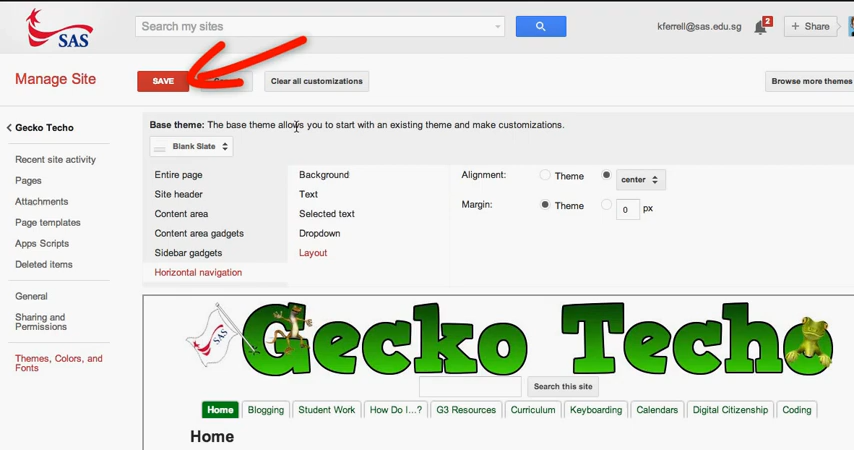 SAS
Search my sites
kferrell@sas.edu.sg
2
+ Share
Manage Site
SAVE
Clear all customizations
Browse more themes
Gecko Techo
Base theme: The base theme allows you to start with an existing theme and make customizations.
Blank Slate
Recent site activity
Pages
Attachments
Page templates
Apps Scripts
Deleted items
General
Sharing and
Permissions
Themes, Colors, and
Fonts
Entire page
Site header
Content area
Content area gadgets
Sidebar gadgets
Horizontal navigation
Background
Text
Selected text
Dropdown
Layout
Alignment: Theme center
Margin: Theme 0 px
SAS
Gecko Techo
Search this site
Home Blogging Student Work How Do I...? G3 Resources Curriculum Keyboarding Calendars Digital Citizenship Coding
Home